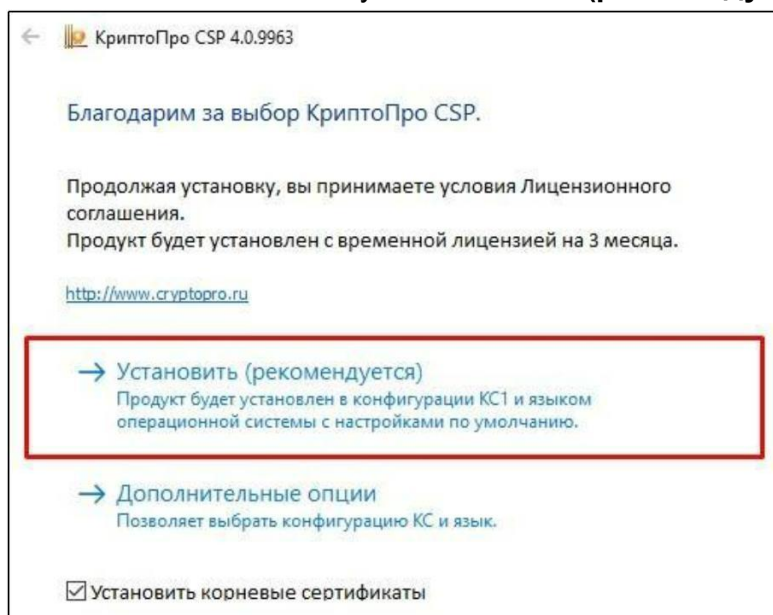 КриптоПро CSP 4.0.9963
Благодарим за выбор КриптоПро CSP.
Продолжая установку, вы принимаете условия Лицензионного
соглашения.
Продукт будет установлен с временной лицензией на 3 месяца.
http://www.cryptopro.ru
Установить (рекомендуется)
Продукт будет установлен в конфигурации КС1 и языком
операционной системы с настройками по умолчанию.
Дополнительные опции
Позволяет выбрать конфигурацию КС и язык.
Установить корневые сертификаты